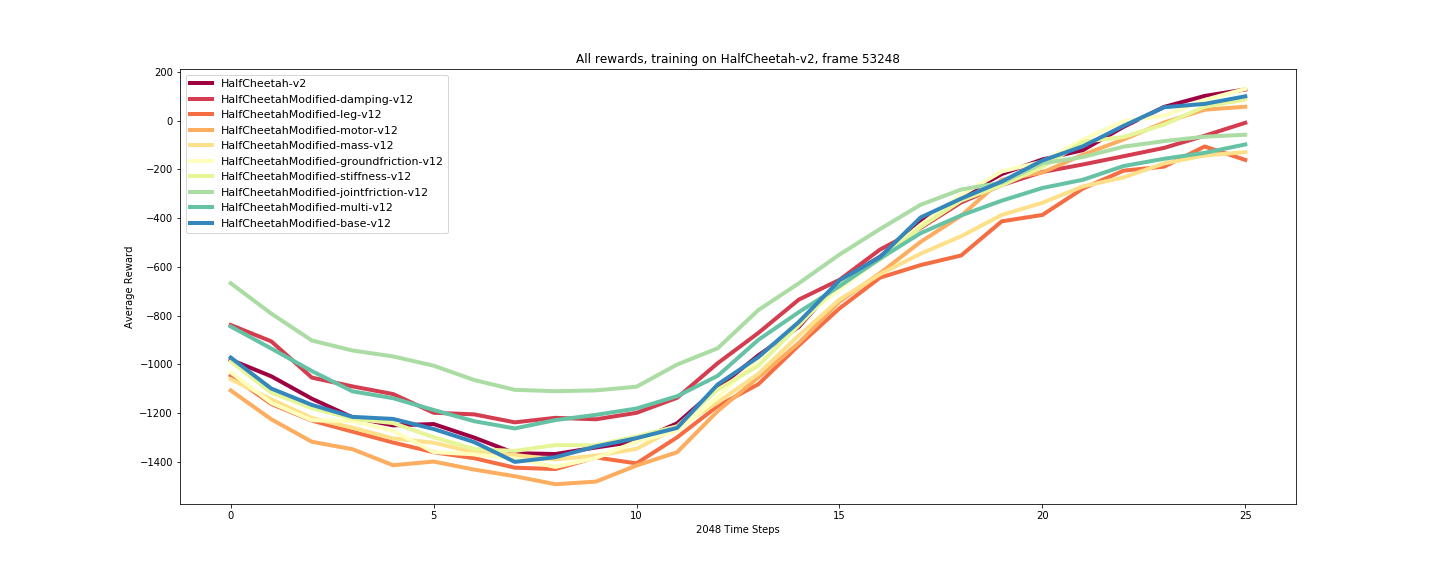 All rewards, training on HalfCheetah-v2, frame 53248
HalfCheetah-v2
HalfCheetahModified-damping-v12
HalfCheetahModified-leg-v12
HalfCheetahModified-motor-v12
HalfCheetahModified-mass-v12
HalfCheetahModified-groundfriction-v12
HalfCheetahModified-stiffness-v12
HalfCheetahModified-jointfriction-v12
HalfCheetahModified-multi-v12
HalfCheetahModified-base-v12
Average Reward
200
0
−200
−400
−600
−800
−1000
−1200
−1400
0 5 10 15 20 25
2048 Time Steps